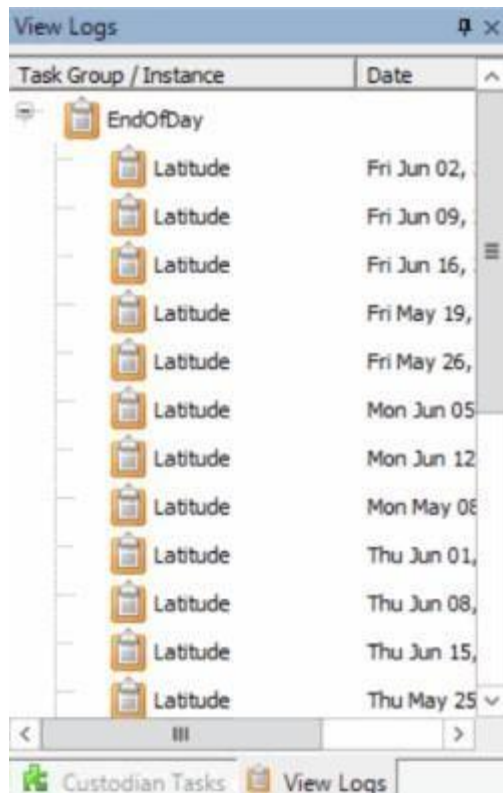 View Logs
Task Group / Instance Date
EndOfDay
Latitude Fri Jun 02,
Latitude Fri Jun 09,
Latitude Fri Jun 16,
Latitude Fri May 19,
Latitude Fri May 26,
Latitude Mon Jun 05
Latitude Mon Jun 12
Latitude Mon May 08
Latitude Thu Jun 01,
Latitude Thu Jun 08,
Latitude Thu Jun 15,
Latitude Thu May 25
Custodian Tasks View Logs